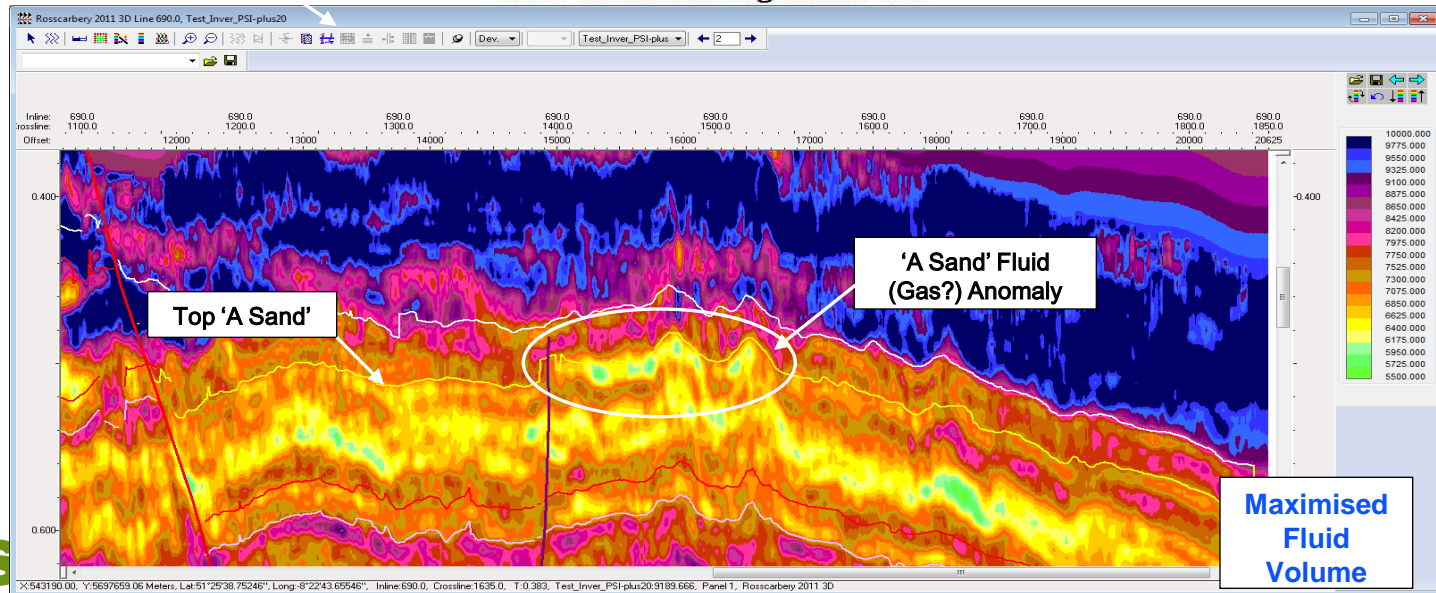 Rosscarbery 2011 3D Line 690.0, Test_Inver_PSI-plus20
Dev. Test_Inver_PSI-plus 2
Inline: 690.0 690.0 690.0 690.0 690.0 690.0 690.0 690.0 690.0
rossline: 1100.0 1200.0 1300.0 1400.0 1500.0 1600.0 1700.0 1800.0 1850.0
Offset: 12000 13000 14000 15000 16000 17000 18000 19000 20000 20625
0.400
0.600
-0.400
Top ‘A Sand’
‘A Sand’ Fluid
(Gas?) Anomaly
10000.000
9775.000
9550.000
9325.000
9100.000
8875.000
8650.000
8425.000
8200.000
7975.000
7750.000
7525.000
7300.000
7075.000
6850.000
6625.000
6400.000
6175.000
5950.000
5725.000
5500.000
Maximised
Fluid
Volume
X:543190.00, Y:5697659.06 Meters, Lat:51°25'38.75246", Long:-8°22'43.65546", Inline:690.0, Crossline:1635.0, T:0.383, Test_Inver_PSI-plus20:9189.666, Panel 1, Rosscarbery 2011 3D